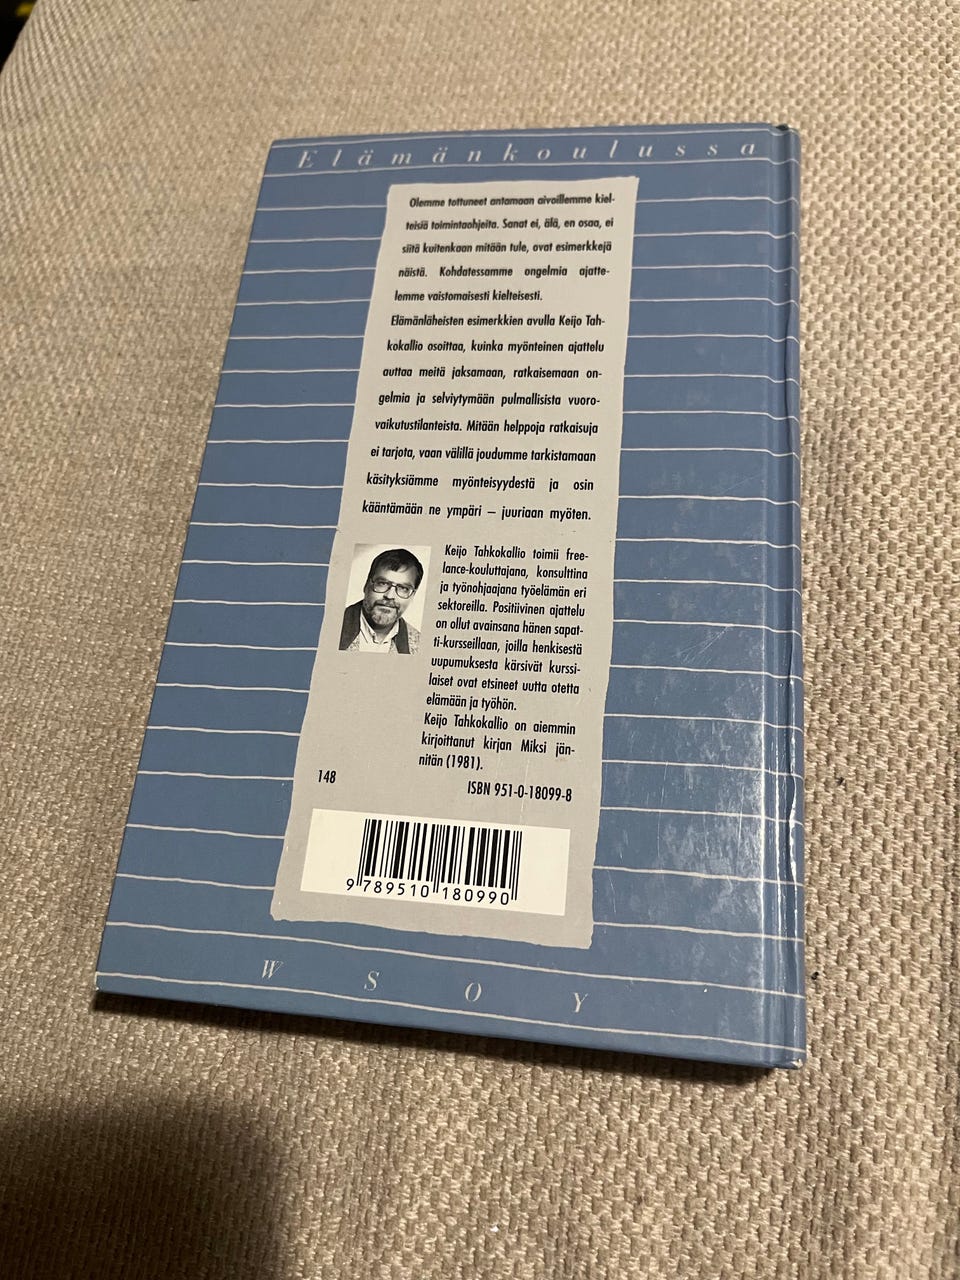 Elämänkoulussa
Olemme tottuneet antamaan aivoillemme kiel-
teisiä toimintaohjeita. Sanat ei, älä, en osaa, ei
siitä kuitenkaan mitään tule, ovat esimerkkejä
näistä. Kohdatessamme ongelmia ajatte-
lemme vaistomaisesti kielteisesti.
Elämänläheisten esimerkkien avulla Keijo Tah-
kokallio osoittaa, kuinka myönteinen ajattelu
auttaa meitä jaksamaan, ratkaisemaan on-
gelmia ja selviytymään pulmallisista vuoro-
vaikutustilanteista. Mitään helppoja ratkaisuja
ei tarjota, vaan välillä joudumme tarkistamaan
käsityksiämme myönteisyydestä ja osin
kääntämään ne ympäri – juuriaan myöten.
Keijo Tahkokallio toimii free-
lance-kouluttajana, konsulttina
ja työnohjaajana työelämän eri
sektoreilla. Positiivinen ajattelu
on ollut avainsana hänen sapat-
ti-kursseillaan, joilla henkisestä
uupumuksesta kärsivät kurssi-
laiset ovat etsineet uutta otetta
elämään ja työhön.
Keijo Tahkokallio on aiemmin
kirjoittanut kirjan Miksi jän-
nitän (1981).
148
ISBN 951-0-18099-8
9 789510 180990
WSOY